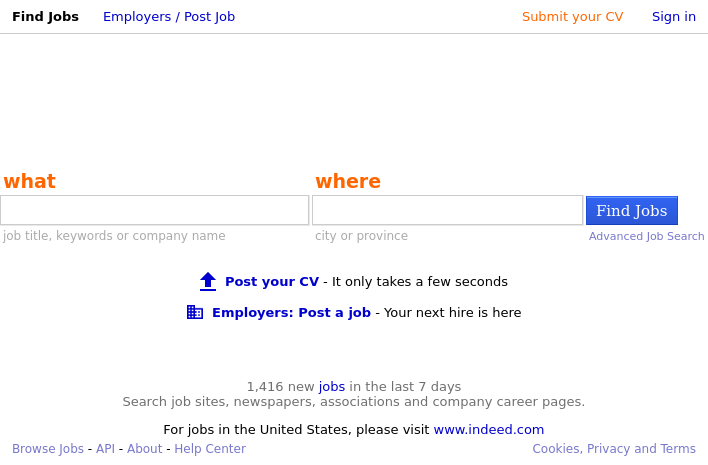 Find Jobs Employers / Post Job Submit your CV Sign in
what where
Find Jobs
job title, keywords or company name city or province Advanced Job Search
Post your CV - It only takes a few seconds
Employers: Post a job - Your next hire is here
1,416 new jobs in the last 7 days
Search job sites, newspapers, associations and company career pages.
For jobs in the United States, please visit www.indeed.com
Browse Jobs - API - About - Help Center Cookies, Privacy and Terms